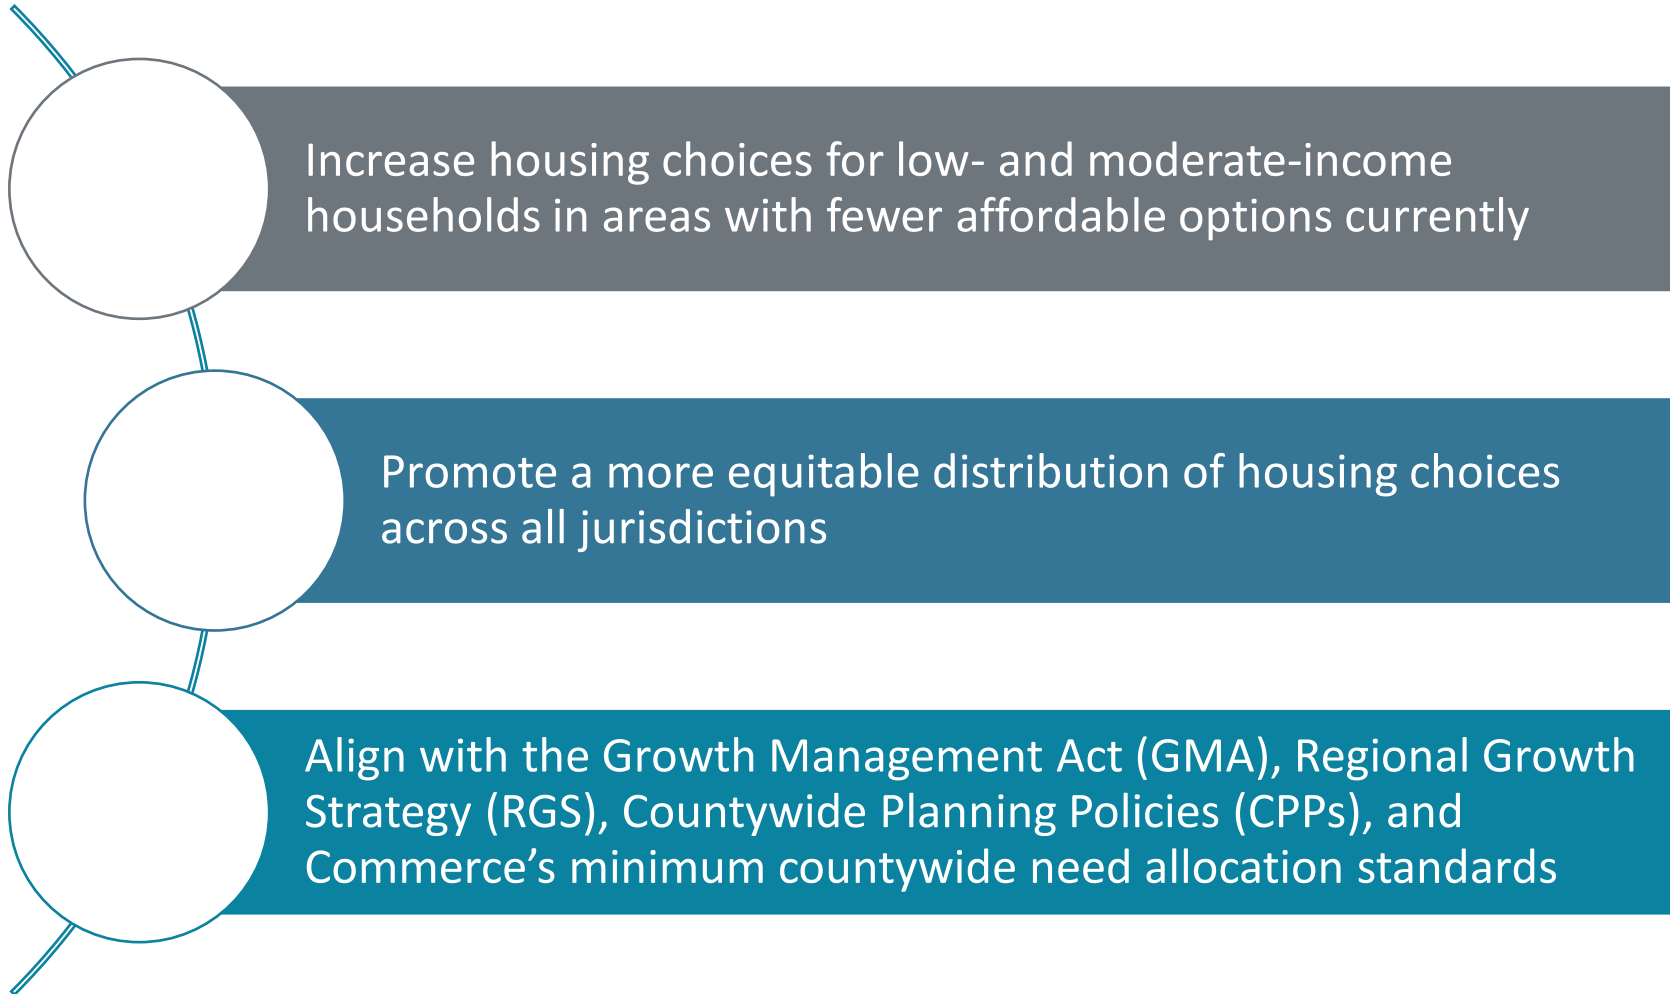 Increase housing choices for low- and moderate-income
households in areas with fewer affordable options currently
Promote a more equitable distribution of housing choices
across all jurisdictions
Align with the Growth Management Act (GMA), Regional Growth
Strategy (RGS), Countywide Planning Policies (CPPs), and
Commerce’s minimum countywide need allocation standards